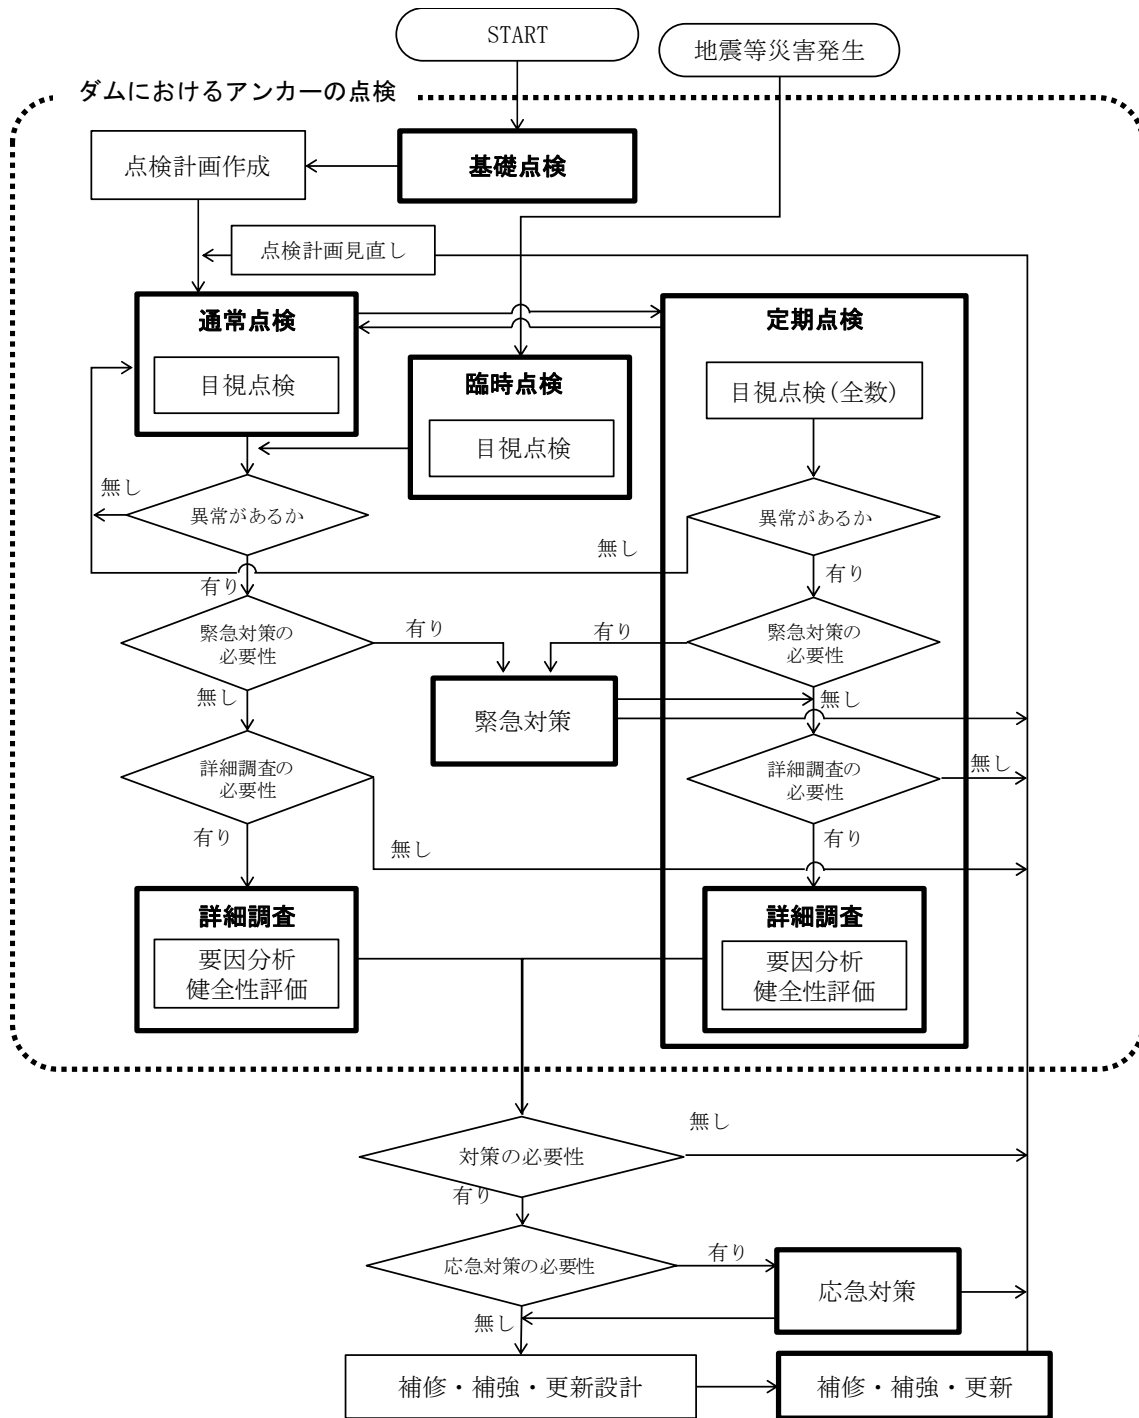 START
地震等災害発生
ダムにおけるアンカーの点検
基礎点検
点検計画作成
点検計画見直し
通常点検
目視点検
臨時点検
目視点検
定期点検
目視点検(全数)
無し
異常があるか
異常があるか
無し
有り
有り
緊急対策の
必要性
有り
有り
緊急対策の
必要性
無し
緊急対策
無し
詳細調査の
必要性
詳細調査の
必要性
無し
有り
無し
有り
詳細調査
要因分析
健全性評価
詳細調査
要因分析
健全性評価
対策の必要性
無し
有り
応急対策の必要性
有り
応急対策
無し
補修・補強・更新設計
補修・補強・更新